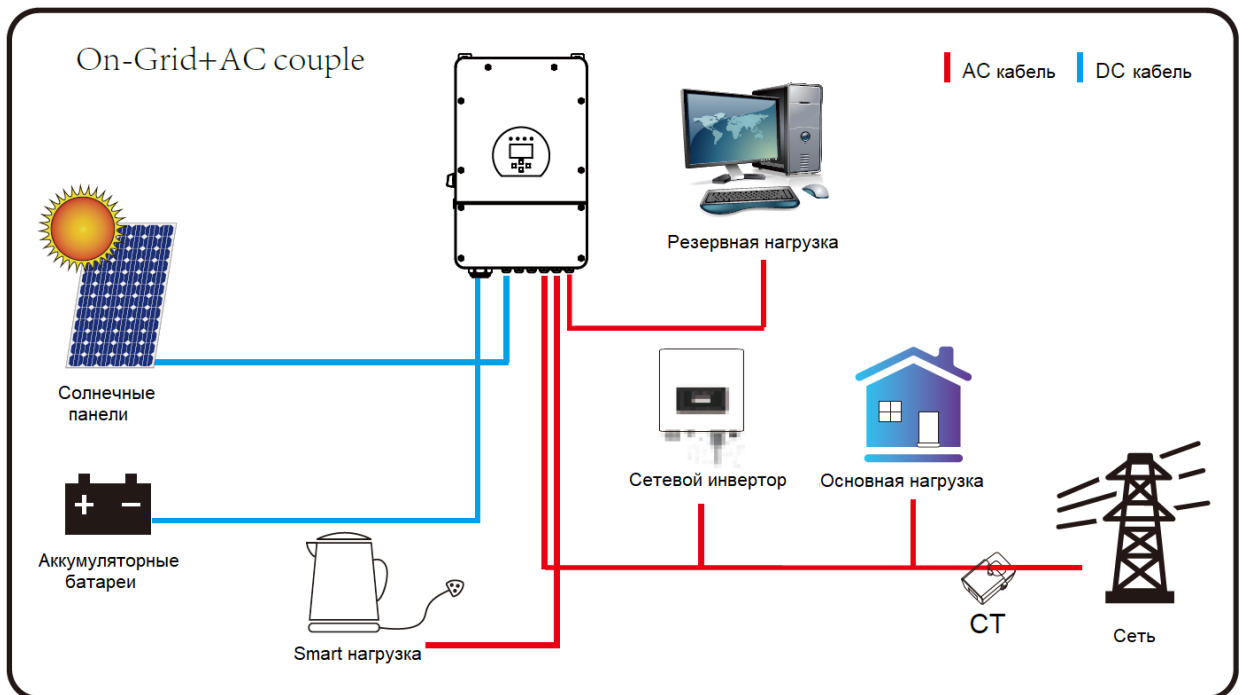 On-Grid+AC couple
AC кабель
DC кабель
Резервная нагрузка
Солнечные
панели
Сетевой инвертор
Основная нагрузка
Аккумуляторные
батареи
Smart нагрузка
CT
Сеть